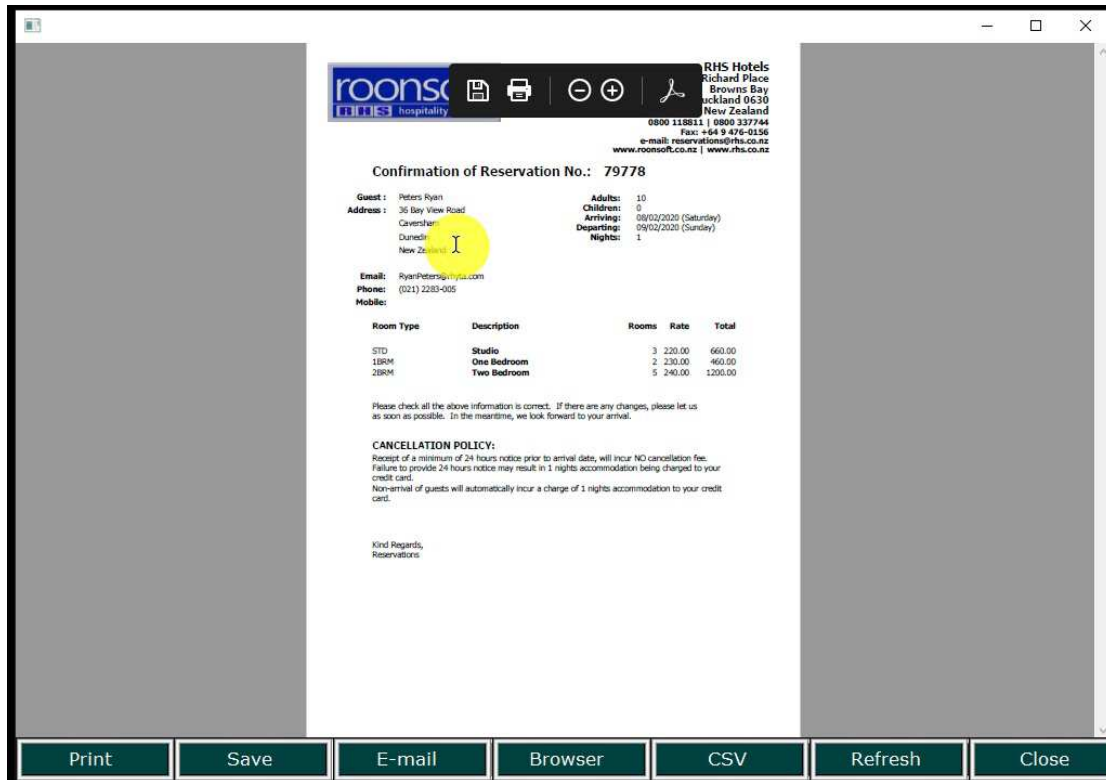 roonso
RHS hospitality
RHS Hotels
Richard Place
Browns Bay
uckland 0630
New Zealand
0800 118811 | 0800 337744
Fax: +64 9 476-0156
e-mail: reservations@rhs.co.nz
www.roonsoft.co.nz | www.rhs.co.nz
Confirmation of Reservation No.: 79778
Guest : Peters Ryan
Address : 36 Bay View Road
Caversham
Dunedin
New Zealand
Adults: 10
Children: 0
Arriving: 08/02/2020 (Saturday)
Departing: 09/02/2020 (Sunday)
Nights: 1
Email: RyanPeters@rhyta.com
Phone: (021) 2283-005
Mobile:
Room Type Description Rooms Rate Total
STD Studio 3 220.00 660.00
1BRM One Bedroom 2 230.00 460.00
2BRM Two Bedroom 5 240.00 1200.00
Please check all the above information is correct. If there are any changes, please let us
as soon as possible. In the meantime, we look forward to your arrival.
CANCELLATION POLICY:
Receipt of a minimum of 24 hours notice prior to arrival date, will incur NO cancellation fee.
Failure to provide 24 hours notice may result in 1 nights accommodation being charged to your
credit card.
Non-arrival of guests will automatically incur a charge of 1 nights accommodation to your credit
card.
Kind Regards,
Reservations
Print Save E-mail Browser CSV Refresh Close